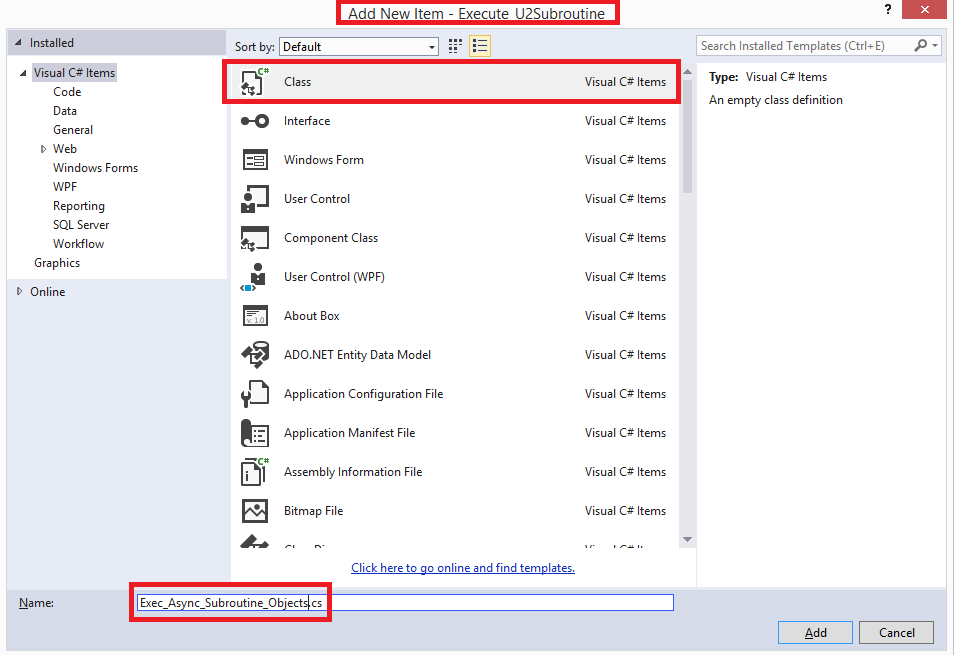 Add New Item - Execute_U2Subroutine
?
Installed
Sort by: Default
Search Installed Templates (Ctrl+E)
Visual C# Items
Code
Data
General
Web
Windows Forms
WPF
Reporting
SQL Server
Workflow
Graphics
Online
C# Class Visual C# Items
Interface Visual C# Items
Windows Form Visual C# Items
User Control Visual C# Items
Component Class Visual C# Items
User Control (WPF) Visual C# Items
v. 1.0 About Box Visual C# Items
ADO.NET Entity Data Model Visual C# Items
Application Configuration File Visual C# Items
Application Manifest File Visual C# Items
C# Assembly Information File Visual C# Items
Bitmap File Visual C# Items
Click here to go online and find templates.
Type: Visual C# Items
An empty class definition
Name: Exec_Async_Subroutine_Objects.cs
Add Cancel